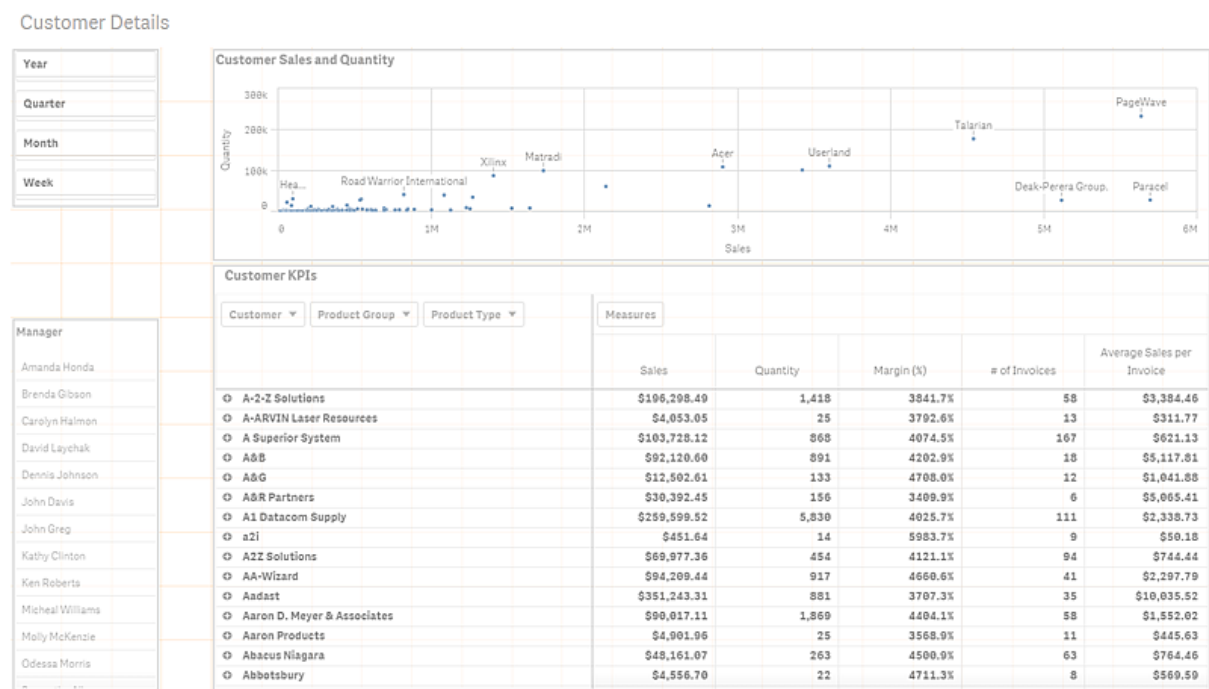 Customer Details
Year
Quarter
Month
Week
Manager
Amanda Honda
Brenda Gibson
Carolyn Halmon
David Laychak
Dennis Johnson
John Davis
John Greg
Kathy Clinton
Ken Roberts
Micheal Williams
Molly McKenzie
Odessa Morris
Customer Sales and Quantity
Quantity
300k
200k
100k
0
Hea...
Road Warrior International
Xilinx
Matradi
Acer
Userland
Talarian
PageWave
Deak-Perera Group.
Paracel
0 1M 2M 3M 4M 5M 6M
Sales
Customer KPIs
Customer Product Group Product Type Measures
Sales Quantity Margin (%) # of Invoices Average Sales per Invoice
A-2-Z Solutions $196,298.49 1,418 3841.7% 58 $3,384.46
A-ARVIN Laser Resources $4,053.05 25 3792.6% 13 $311.77
A Superior System $103,728.12 868 4074.5% 167 $621.13
A&B $92,120.60 891 4202.9% 18 $5,117.81
A&G $12,502.61 133 4708.0% 12 $1,041.88
A&R Partners $30,392.45 156 3409.9% 6 $5,065.41
A1 Datacom Supply $259,599.52 5,830 4025.7% 111 $2,338.73
a2i $451.64 14 5983.7% 9 $50.18
A2Z Solutions $69,977.36 454 4121.1% 94 $744.44
AA-Wizard $94,209.44 917 4660.6% 41 $2,297.79
Aadast $351,243.31 881 3707.3% 35 $10,035.52
Aaron D. Meyer & Associates $90,017.11 1,869 4404.1% 58 $1,552.02
Aaron Products $4,901.96 25 3568.9% 11 $445.63
Abacus Niagara $48,161.07 263 4500.9% 63 $764.46
Abbotsbury $4,556.70 22 4711.3% 8 $569.59